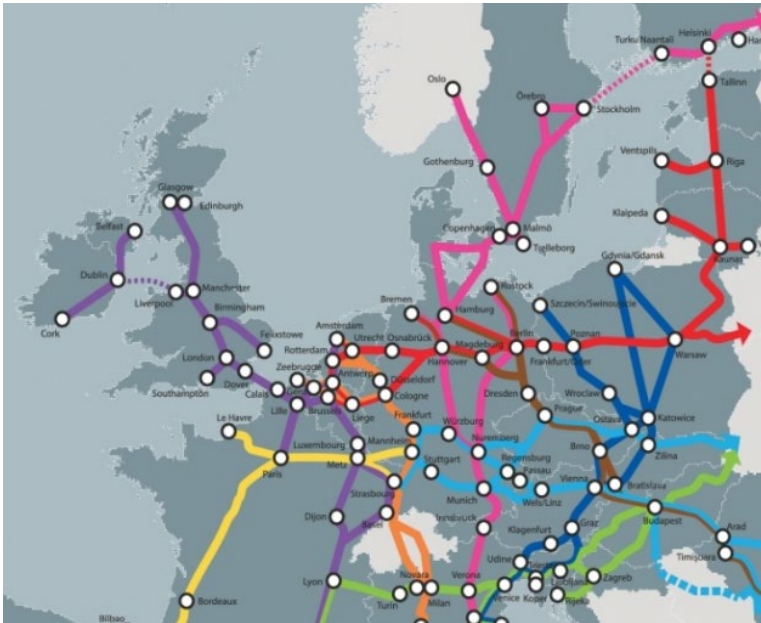 Helsinki
Turku/Naantali
Tallinn
Oslo
Örebro
Stockholm
Ventspils
Riga
Gothenburg
Glasgow
Edinburgh
Klaipeda
Belfast
Copenhagen
Malmö
Trelleborg
Kaunas
Gdynia/Gdansk
Dublin
Liverpool
Manchester
Rostock
Cork
Birmingham
Bremen
Hamburg
Szczecin/Swinoujscie
Felixstowe
Amsterdam
Utrecht
Osnabrück
Magdeburg
Berlin
Poznan
Rotterdam
Hannover
Frankfurt/Oder
Warsaw
London
Zeebrugge
Antwerp
Düsseldorf
Southampton
Dover
Calais
Cologne
Dresden
Wroclaw
Lille
Brussels
Liège
Prague
Katowice
Le Havre
Frankfurt
Würzburg
Ostava
Luxembourg
Mannheim
Nuremberg
Brno
Paris
Metz
Stuttgart
Regensburg
Zilina
Passau
Strasbourg
Munich
Wels/Linz
Vienna
Bratislava
Dijon
Basel
Innsbruck
Klagenfurt
Graz
Budapest
Arad
Udine
Timișoara
Lyon
Novara
Verona
Ljubljana
Zagreb
Turin
Milan
Venice
Koper
Rijeka
Bordeaux
Bilbao